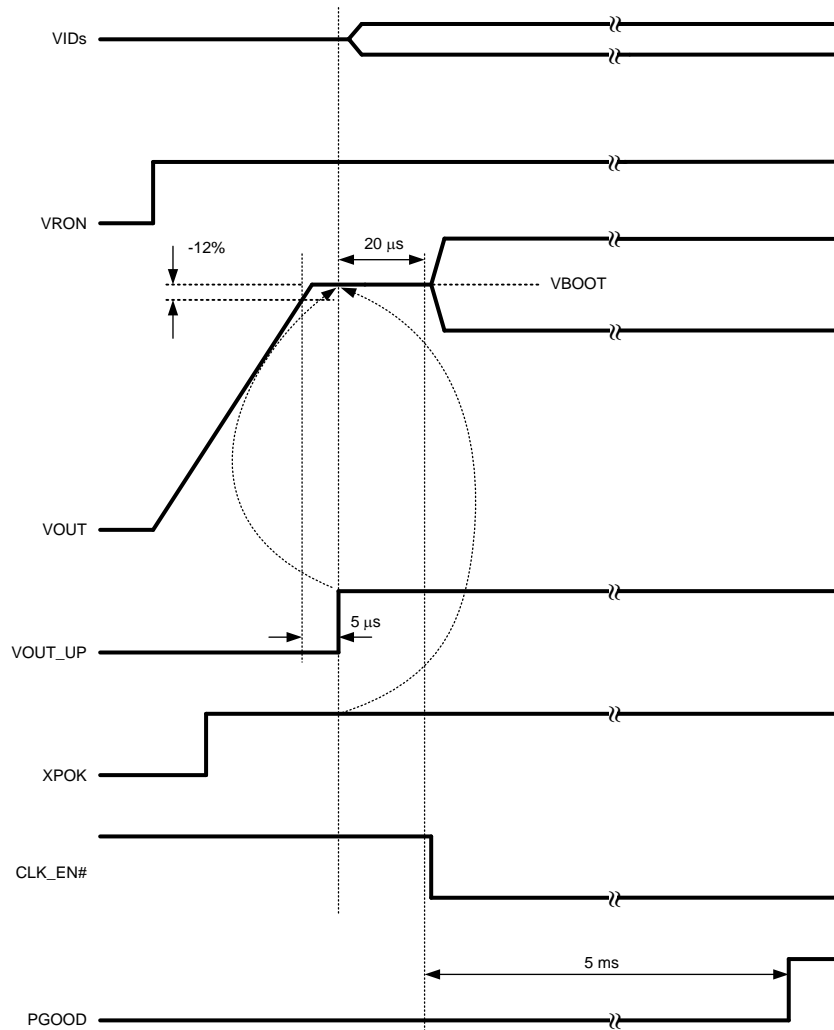 VIDs
VRON
-12%
20 μs
VBOOT
VOUT
5 μs
VOUT_UP
XPOK
CLK_EN#
5 ms
PGOOD